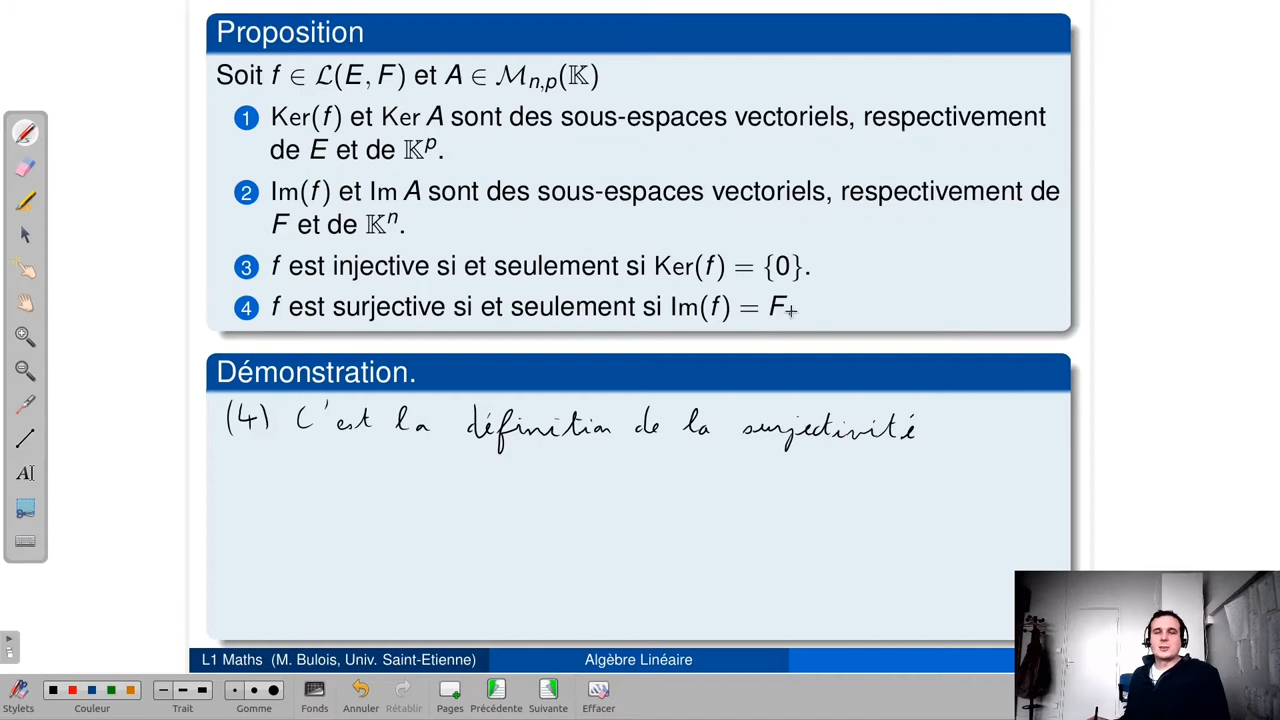 Proposition
Soit f ∈ ℒ(E, F) et A ∈ ℳn,p(𝕂)
1 Ker(f) et Ker A sont des sous-espaces vectoriels, respectivement
de E et de 𝕂ᵖ.
2 Im(f) et Im A sont des sous-espaces vectoriels, respectivement de
F et de 𝕂ⁿ.
3 f est injective si et seulement si Ker(f) = {0}.
4 f est surjective si et seulement si Im(f) = F
Démonstration.
(4) C'est la définition de la surjectivité
L1 Maths (M. Bulois, Univ. Saint-Etienne) Algèbre Linéaire
Stylets Couleur Trait Gomme Fonds Annuler Rétablir Pages Précédente Suivante Effacer